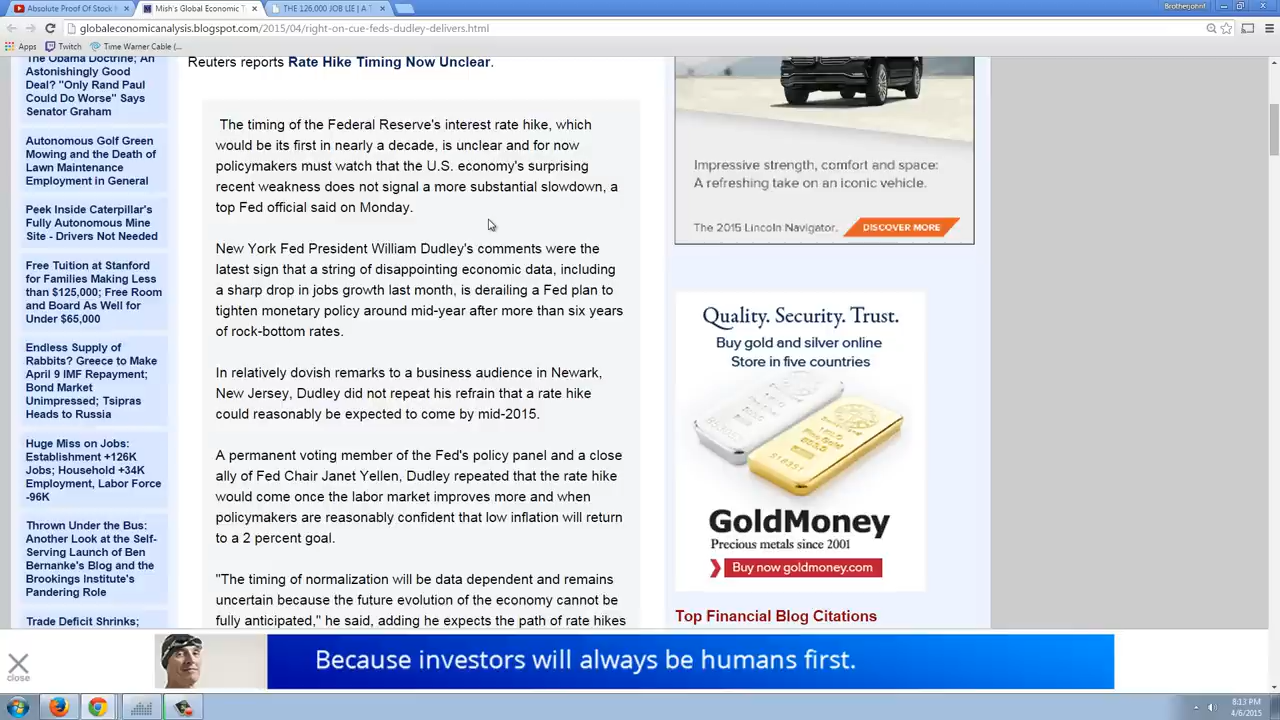 Absolute Proof Of Stock
Mish's Global Economic T
THE 126,000 JOB LIE | A T
Brotherjohnf
globaleconomicanalysis.blogspot.com/2015/04/right-on-cue-feds-dudley-delivers.html
Apps
Twitch
Time Warner Cable (...
The Obama Doctrine; An
Astonishingly Good
Deal? "Only Rand Paul
Could Do Worse" Says
Senator Graham
Autonomous Golf Green
Mowing and the Death of
Lawn Maintenance
Employment in General
Peek Inside Caterpillar's
Fully Autonomous Mine
Site - Drivers Not Needed
Free Tuition at Stanford
for Families Making Less
than $125,000; Free Room
and Board As Well for
Under $65,000
Endless Supply of
Rabbits? Greece to Make
April 9 IMF Repayment;
Bond Market
Unimpressed; Tsipras
Heads to Russia
Huge Miss on Jobs:
Establishment +126K
Jobs; Household +34K
Employment, Labor Force
-96K
Thrown Under the Bus:
Another Look at the Self-
Serving Launch of Ben
Bernanke's Blog and the
Brookings Institute's
Pandering Role
Trade Deficit Shrinks;
Reuters reports Rate Hike Timing Now Unclear.
The timing of the Federal Reserve's interest rate hike, which
would be its first in nearly a decade, is unclear and for now
policymakers must watch that the U.S. economy's surprising
recent weakness does not signal a more substantial slowdown, a
top Fed official said on Monday.
New York Fed President William Dudley's comments were the
latest sign that a string of disappointing economic data, including
a sharp drop in jobs growth last month, is derailing a Fed plan to
tighten monetary policy around mid-year after more than six years
of rock-bottom rates.
In relatively dovish remarks to a business audience in Newark,
New Jersey, Dudley did not repeat his refrain that a rate hike
could reasonably be expected to come by mid-2015.
A permanent voting member of the Fed's policy panel and a close
ally of Fed Chair Janet Yellen, Dudley repeated that the rate hike
would come once the labor market improves more and when
policymakers are reasonably confident that low inflation will return
to a 2 percent goal.
"The timing of normalization will be data dependent and remains
uncertain because the future evolution of the economy cannot be
fully anticipated," he said, adding he expects the path of rate hikes
Impressive strength, comfort and space:
A refreshing take on an iconic vehicle.
The 2015 Lincoln Navigator.
DISCOVER MORE
Quality. Security. Trust.
Buy gold and silver online
Store in five countries
GoldMoney
Precious metals since 2001
Buy now goldmoney.com
Top Financial Blog Citations
close
Because investors will always be humans first.
8:13 PM
4/6/2015